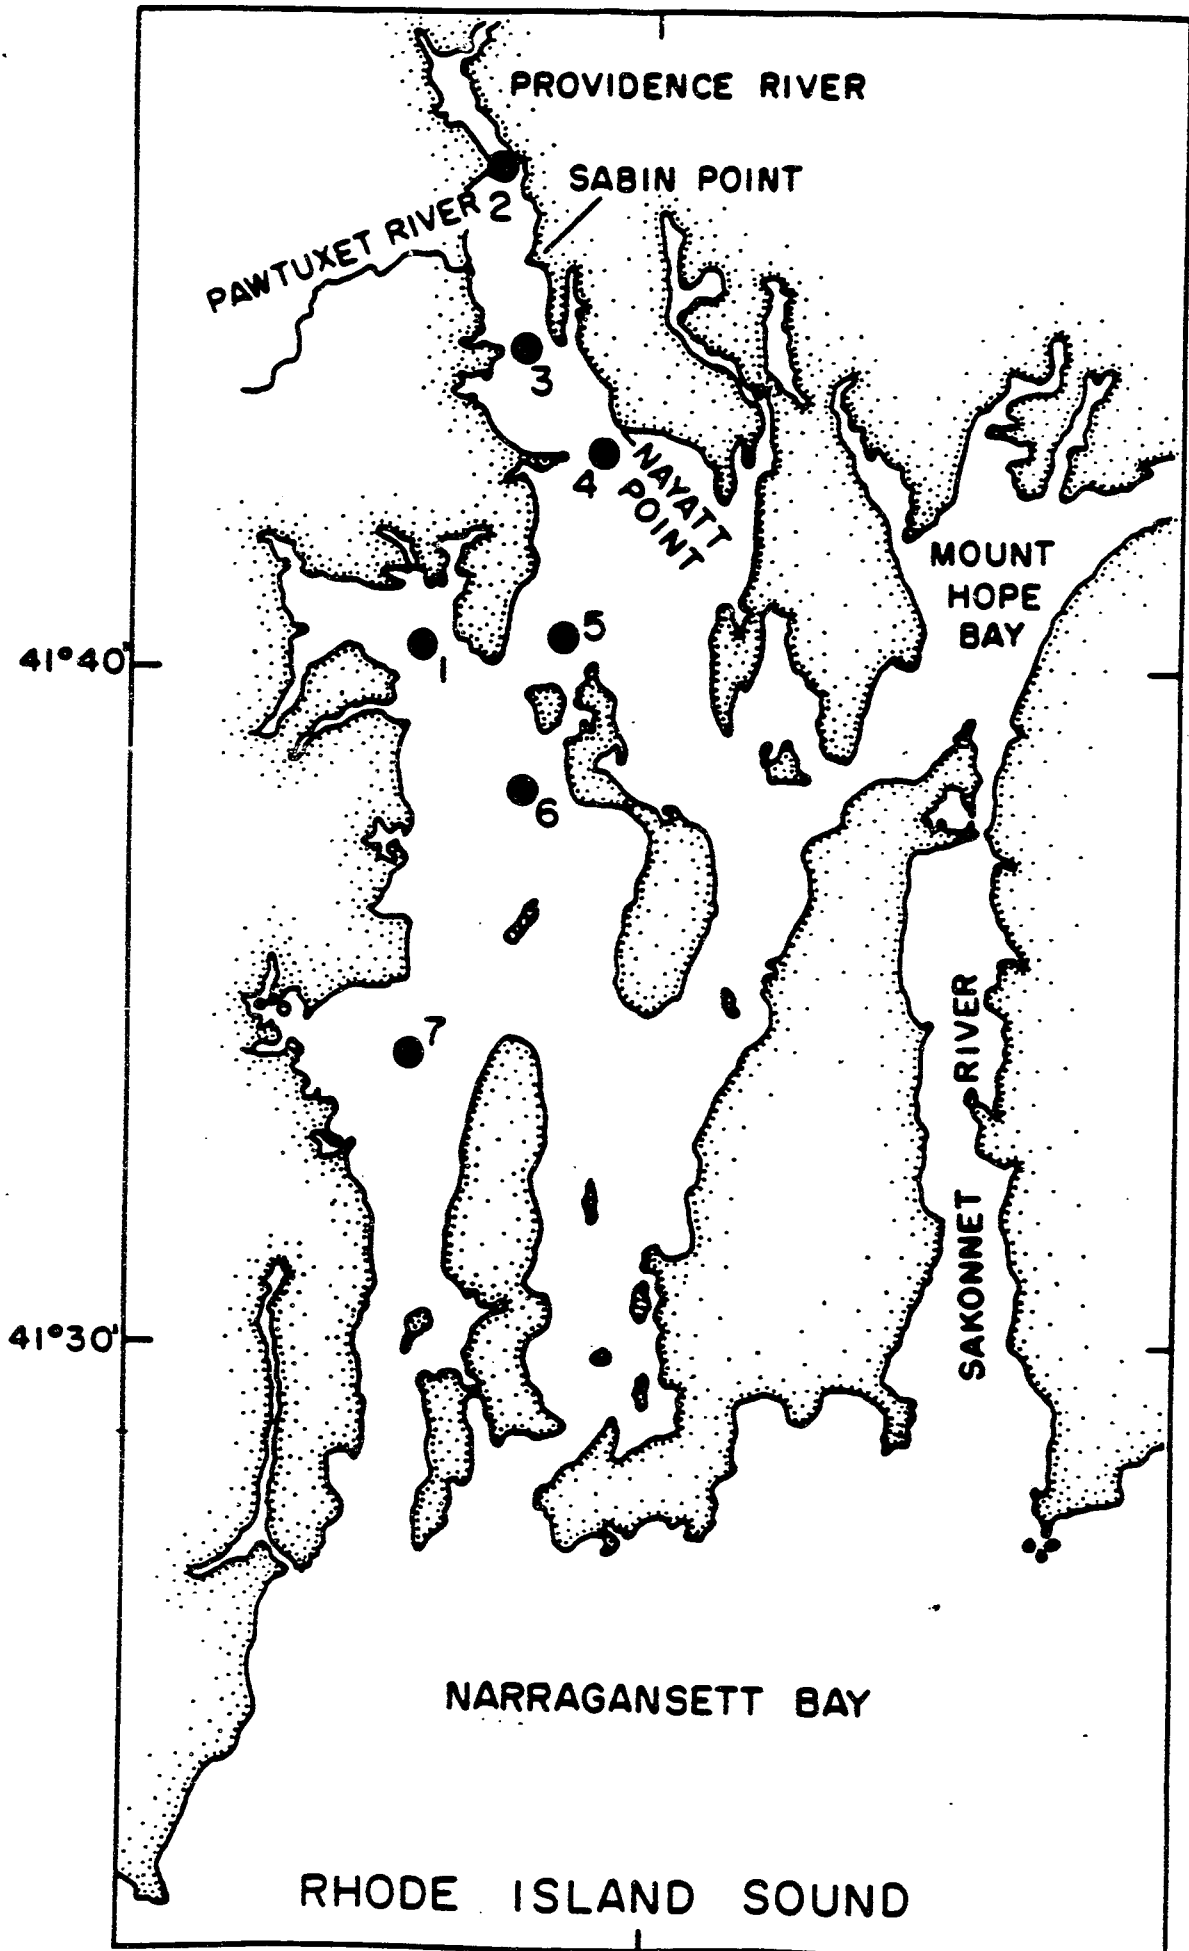 PROVIDENCE RIVER
SABIN POINT
2
PAWTUXET RIVER
3
4
NAYATT
POINT
MOUNT
HOPE
BAY
5
1
41°40'
6
7
SAKONNET RIVER
41°30'
NARRAGANSETT BAY
RHODE ISLAND SOUND